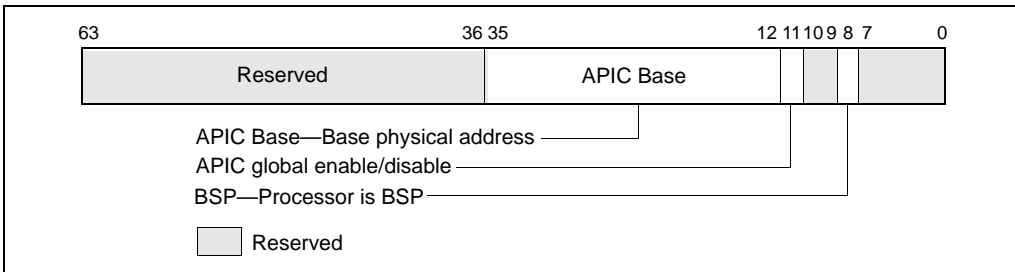 63 36 35 12 11 10 9 8 7 0
Reserved APIC Base
APIC Base—Base physical address
APIC global enable/disable
BSP—Processor is BSP
Reserved